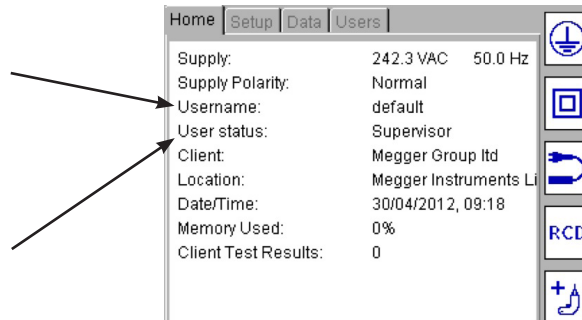 Home Setup Data Users
Supply: 242.3 VAC 50.0 Hz
Supply Polarity: Normal
Username: default
User status: Supervisor
Client: Megger Group ltd
Location: Megger Instruments Li
Date/Time: 30/04/2012, 09:18
Memory Used: 0%
Client Test Results: 0
RCD